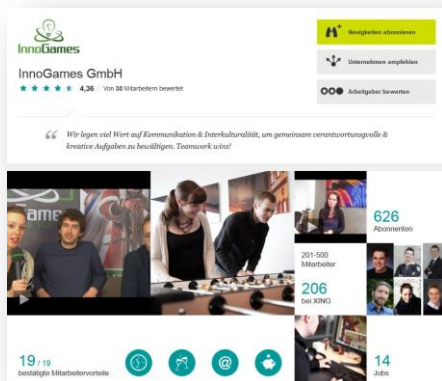 InnoGames
Neuigkeiten abonnieren
Unternehmen empfehlen
Arbeitgeber bewerten
InnoGames GmbH
4,36 Von 30 Mitarbeitern bewertet
Wir legen viel Wert auf Kommunikation & Interkulturalität, um gemeinsam verantwortungsvolle &
kreative Aufgaben zu bewältigen. Teamwork wins!
Game
626
Abonnenten
201-500
Mitarbeiter
206
bei XING
19 / 19
bestätigte Mitarbeitervorteile
@
14
Jobs